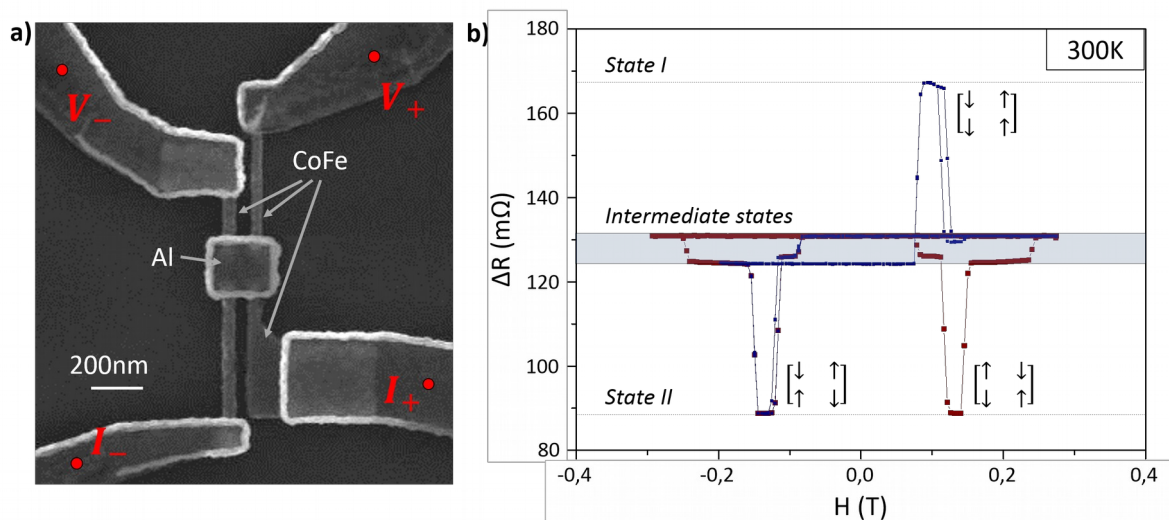 a)
V−
V+
CoFe
Al
200nm
I+
I−
b)
300K
State I
[↓ ↑
↓ ↑]
Intermediate states
State II
[↓ ↑
↑ ↓]
[↑ ↓
↓ ↑]
ΔR (mΩ)
180
160
140
120
100
80
-0,4
-0,2
0,0
0,2
0,4
H (T)